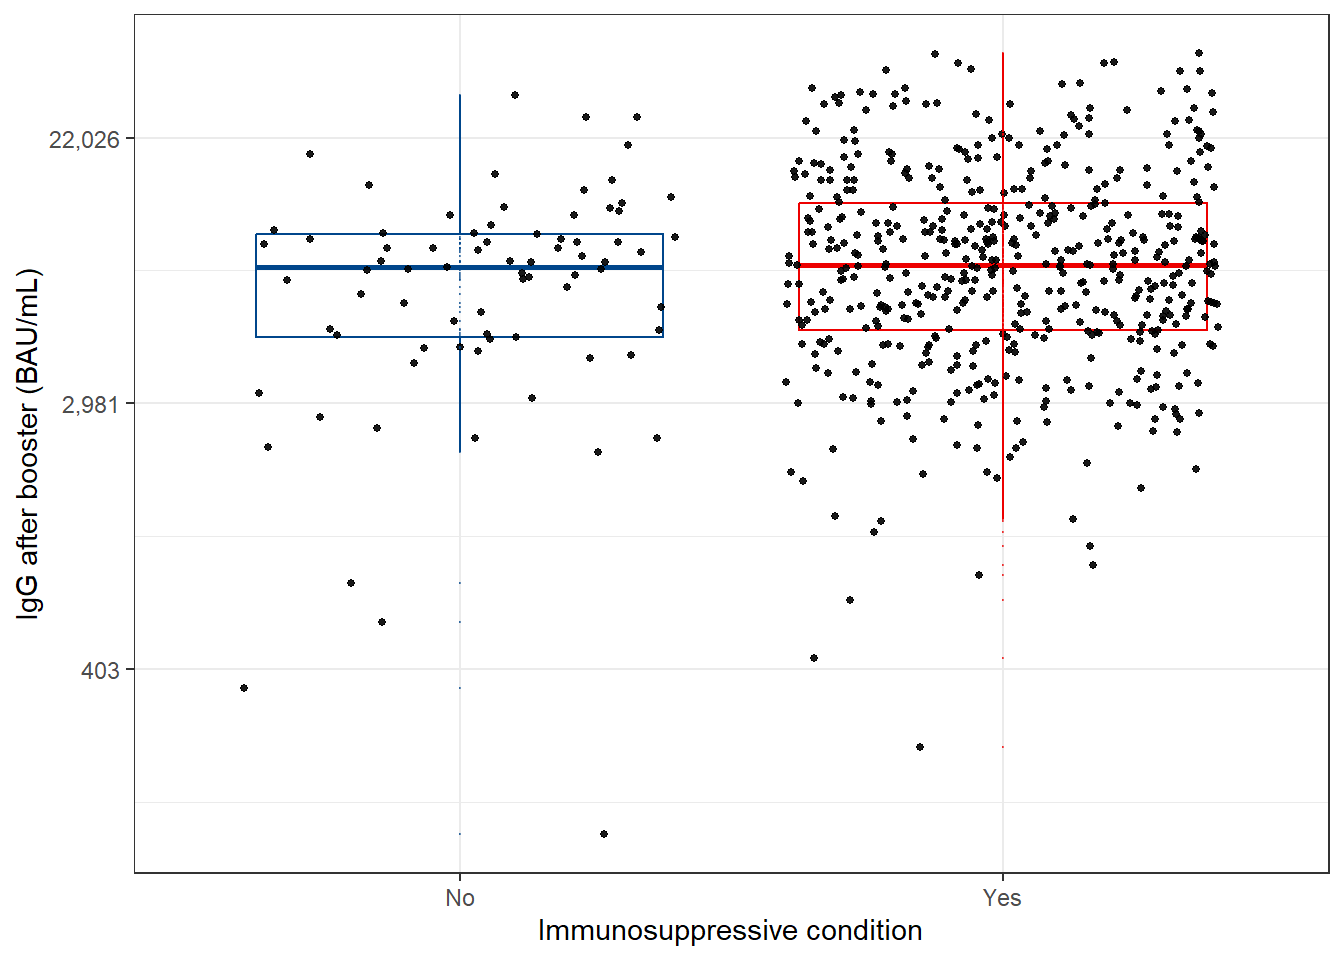 IgG after booster (BAU/mL)
22,026
2,981
403
No
Yes
Immunosuppressive condition